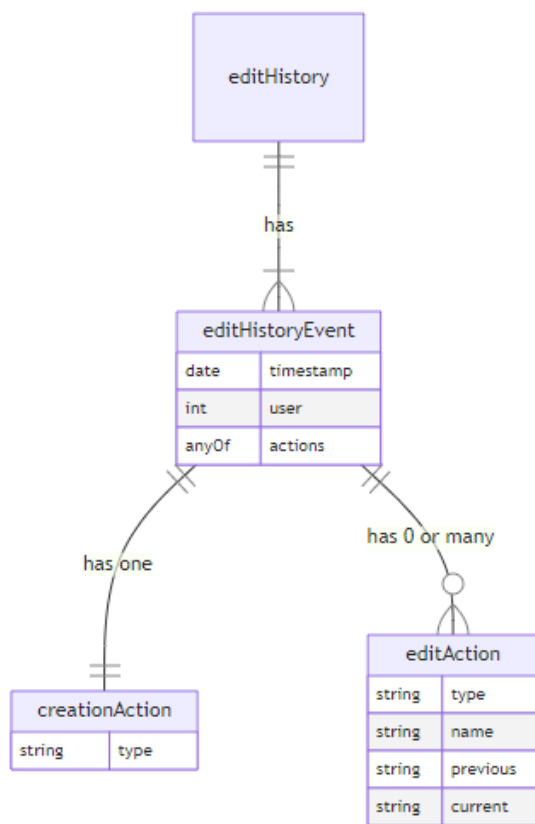 editHistory
has
editHistoryEvent
date timestamp
int user
anyOf actions
has one
has 0 or many
creationAction
string type
editAction
string type
string name
string previous
string current